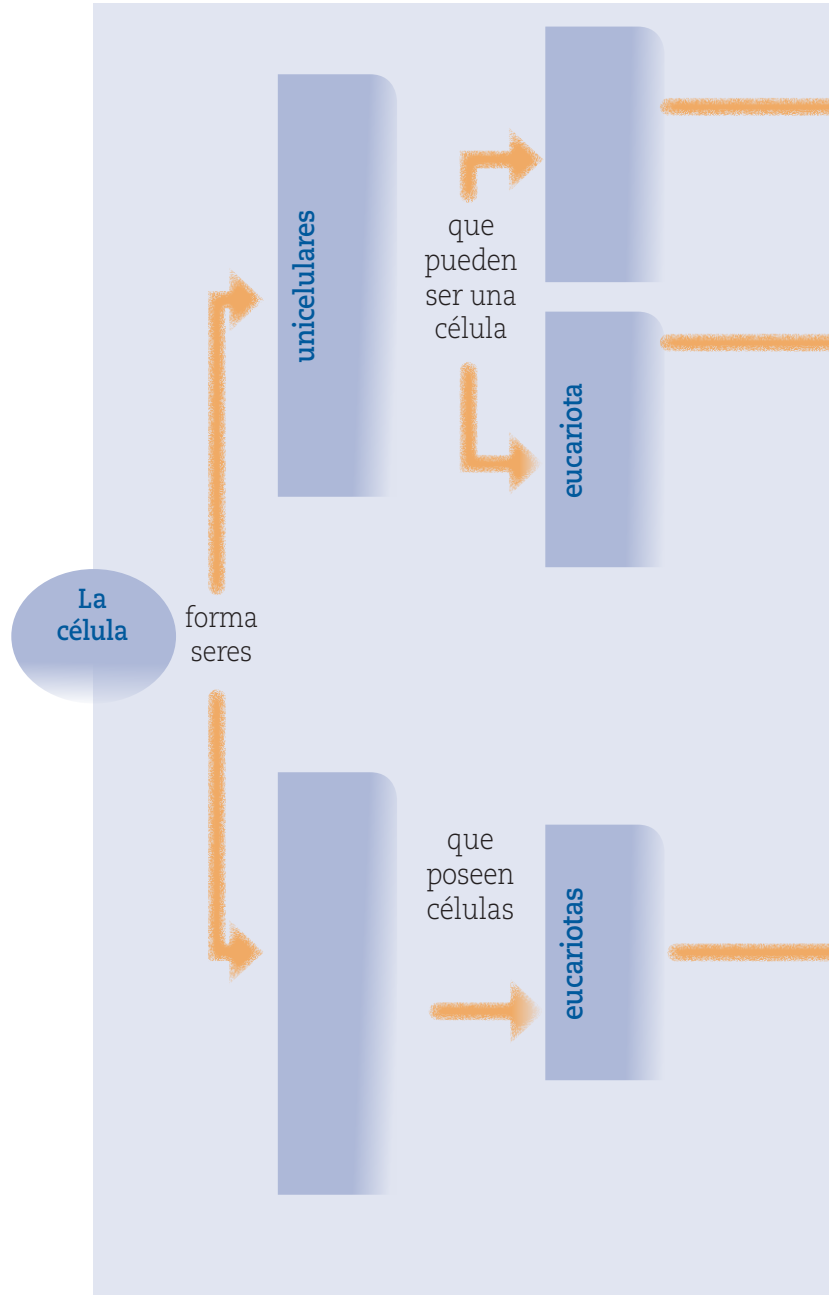 La
célula
forma
seres
unicelulares
que
pueden
ser una
célula
eucariota
que
poseen
células
eucariotas